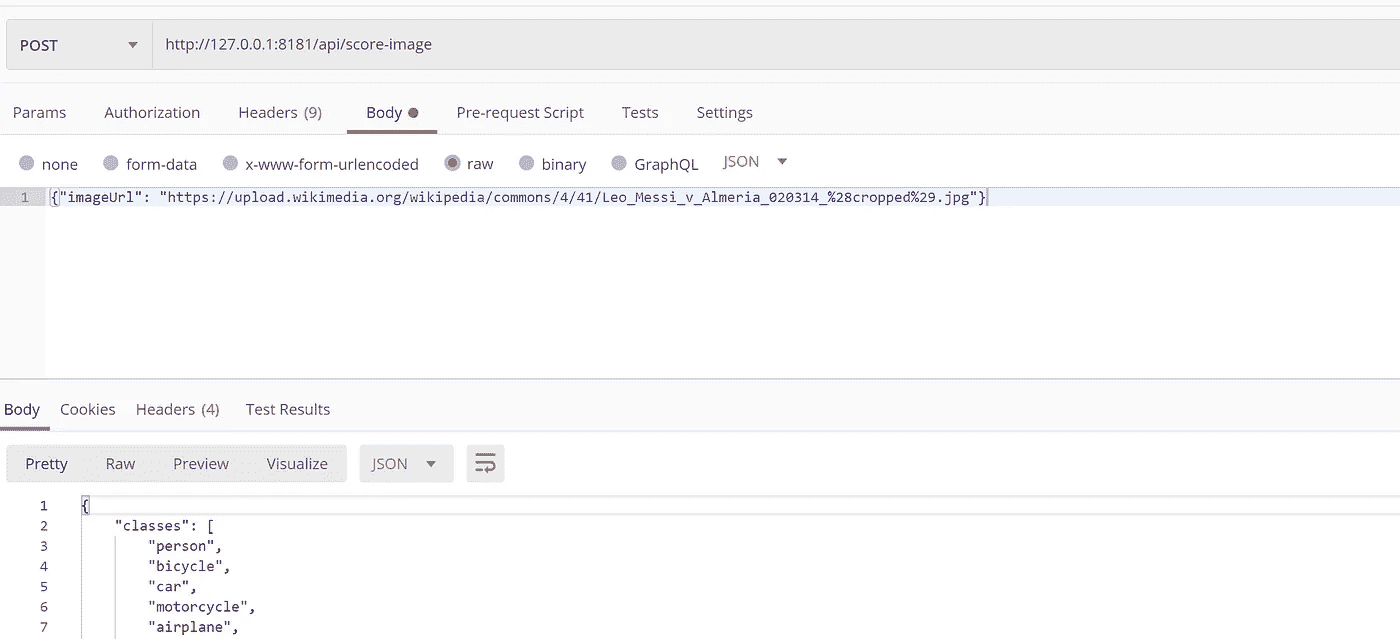 POST http://127.0.0.1:8181/api/score-image
Params Authorization Headers (9) Body Pre-request Script Tests Settings
none form-data x-www-form-urlencoded raw binary GraphQL JSON
1 {"imageUrl": "https://upload.wikimedia.org/wikipedia/commons/4/41/Leo_Messi_v_Almeria_020314_%28cropped%29.jpg"}
Body Cookies Headers (4) Test Results
Pretty Raw Preview Visualize JSON
1 {
2 "classes": [
3 "person",
4 "bicycle",
5 "car",
6 "motorcycle",
7 "airplane",